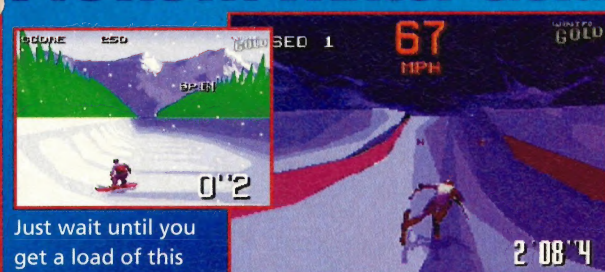 SCORE 250
GOLD
SPIN
0"2
SED 1
67
MPH
WINTER
GOLD
2'08"4
Just wait until you
get a load of this